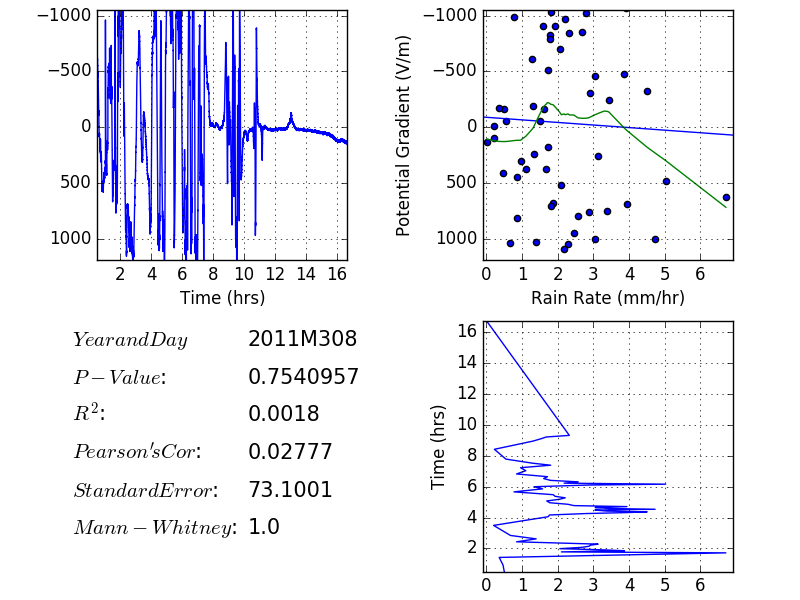 −1000
−500
0
500
1000
2 4 6 8 10 12 14 16
Time (hrs)
Potential Gradient (V/m)
−1000
−500
0
500
1000
0 1 2 3 4 5 6
Rain Rate (mm/hr)
YearandDay 2011M308
P−Value: 0.7540957
R²: 0.0018
Pearson'sCor: 0.02777
StandardError: 73.1001
Mann−Whitney: 1.0
Time (hrs)
16
14
12
10
8
6
4
2
0 1 2 3 4 5 6